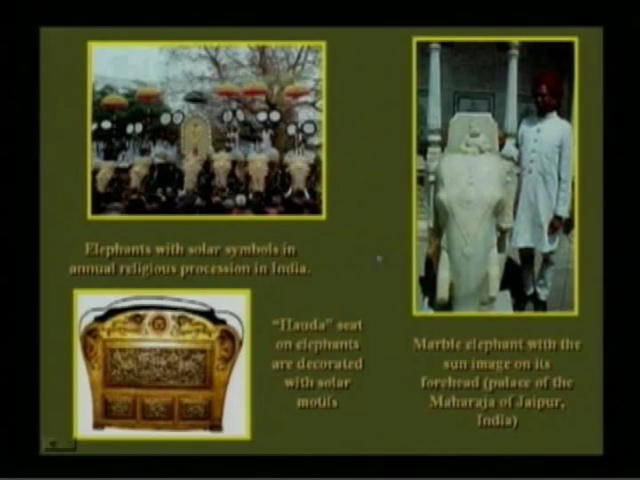 Elephants with solar symbols in
annual religious procession in India.
"Hauda" seat
on elephants
are decorated
with solar
motifs
Marble elephant with the
sun image on its
forehead (palace of the
Maharaja of Jaipur,
India)